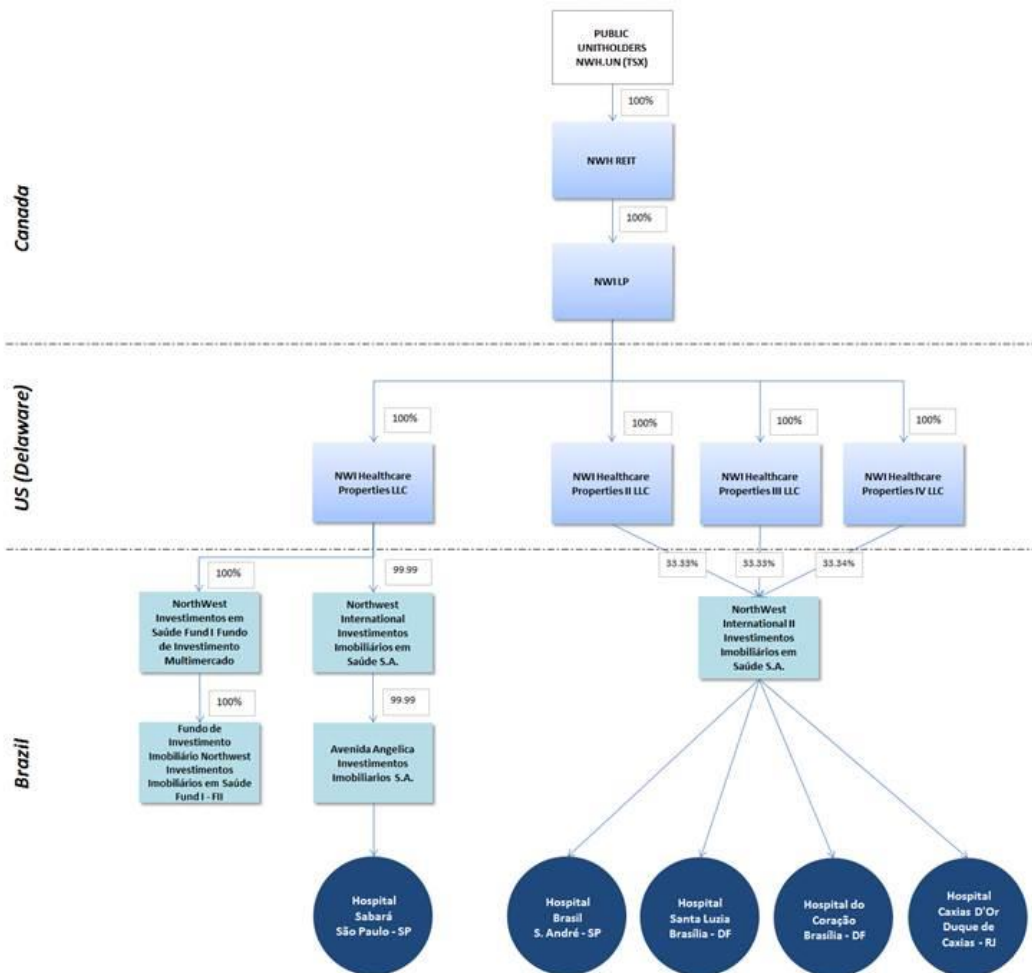 PUBLIC
UNITHOLDERS
NWH.UN (TSX)
100%
NWH REIT
100%
NWI LP
Canada
100%
100%
100%
100%
NWI Healthcare
Properties LLC
NWI Healthcare
Properties II LLC
NWI Healthcare
Properties III LLC
NWI Healthcare
Properties IV LLC
US (Delaware)
100%
99.99
33.33%
33.33%
33.34%
NorthWest
Investimentos em
Saúde Fund I Fundo
de Investimento
Multimercado
Northwest
International
Investimentos
Imobiliários em
Saúde S.A.
NorthWest
International II
Investimentos
Imobiliários em
Saúde S.A.
100%
99.99
Fundo de
Investimento
Imobiliário Northwest
Investimentos
Imobiliários em Saúde
Fund I - FII
Avenida Angelica
Investimentos
Imobiliarios S.A.
Brazil
Hospital
Sabará
São Paulo - SP
Hospital
Brasil
S. André - SP
Hospital
Santa Luzia
Brasília - DF
Hospital do
Coração
Brasília - DF
Hospital
Caxias D'Or
Duque de
Caxias - RJ